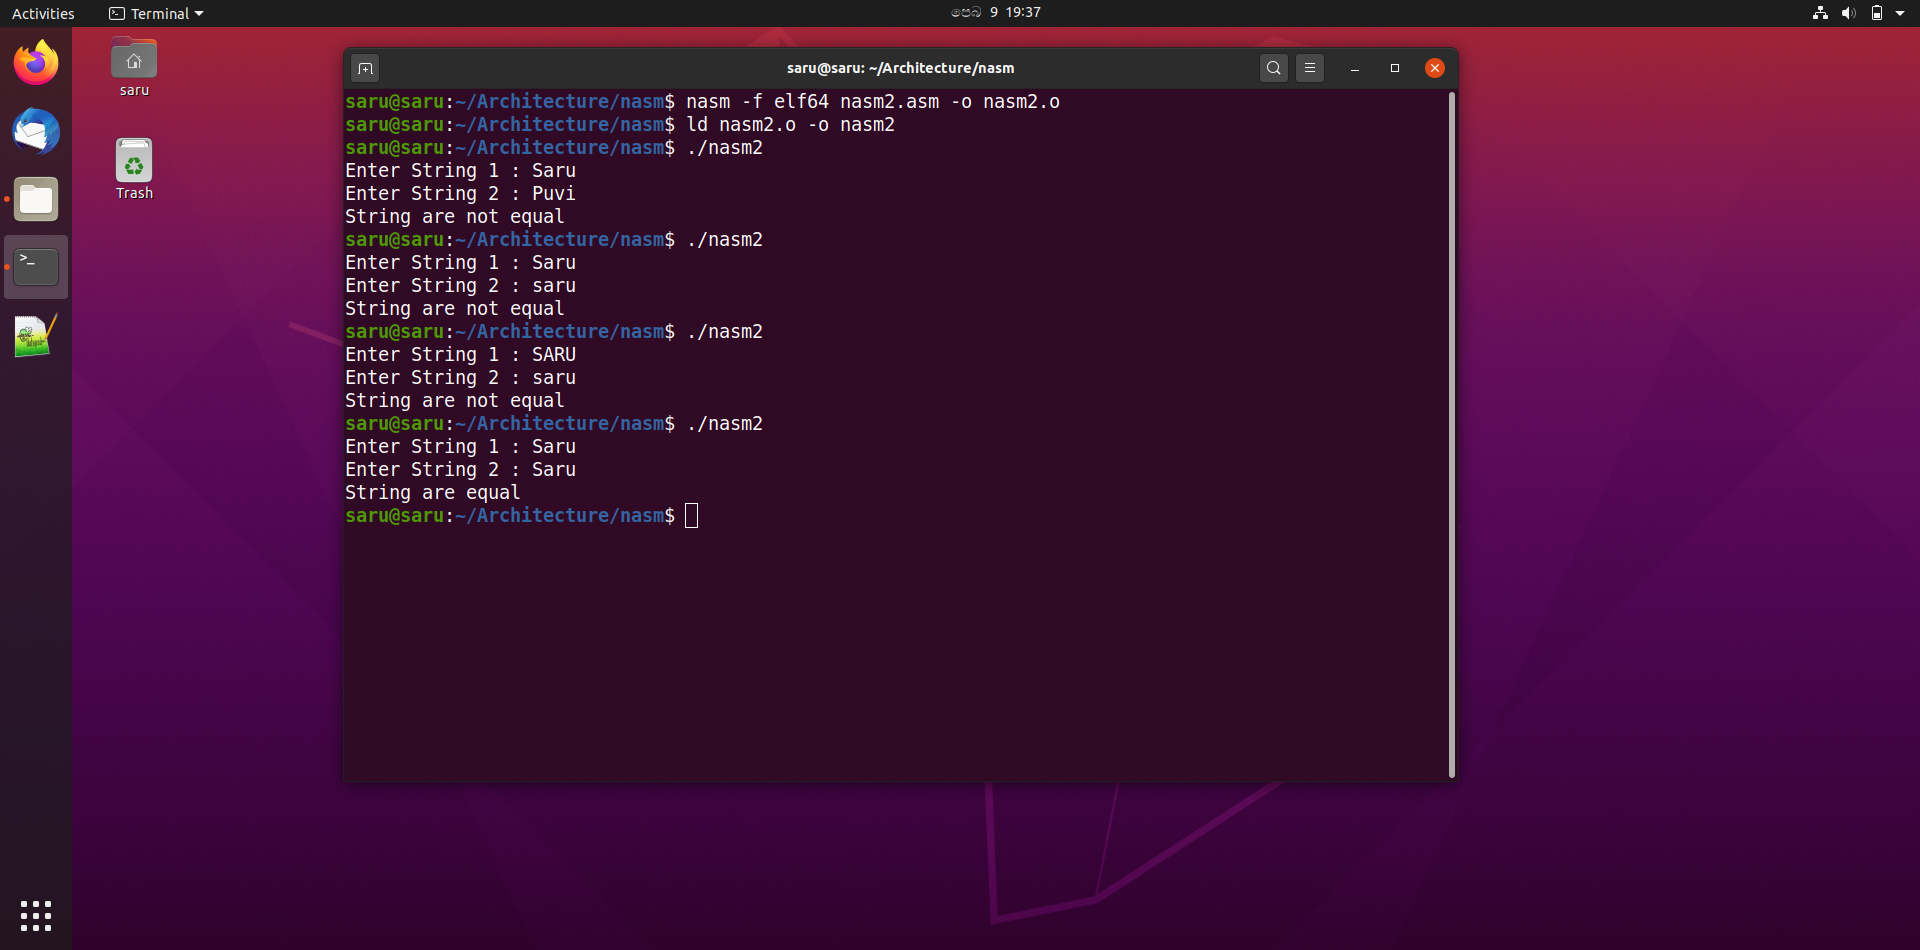 Activities
Terminal
පෙබ 9 19:37
saru
Trash
saru@saru: ~/Architecture/nasm
saru@saru:~/Architecture/nasm$ nasm -f elf64 nasm2.asm -o nasm2.o
saru@saru:~/Architecture/nasm$ ld nasm2.o -o nasm2
saru@saru:~/Architecture/nasm$ ./nasm2
Enter String 1 : Saru
Enter String 2 : Puvi
String are not equal
saru@saru:~/Architecture/nasm$ ./nasm2
Enter String 1 : Saru
Enter String 2 : saru
String are not equal
saru@saru:~/Architecture/nasm$ ./nasm2
Enter String 1 : SARU
Enter String 2 : saru
String are not equal
saru@saru:~/Architecture/nasm$ ./nasm2
Enter String 1 : Saru
Enter String 2 : Saru
String are equal
saru@saru:~/Architecture/nasm$